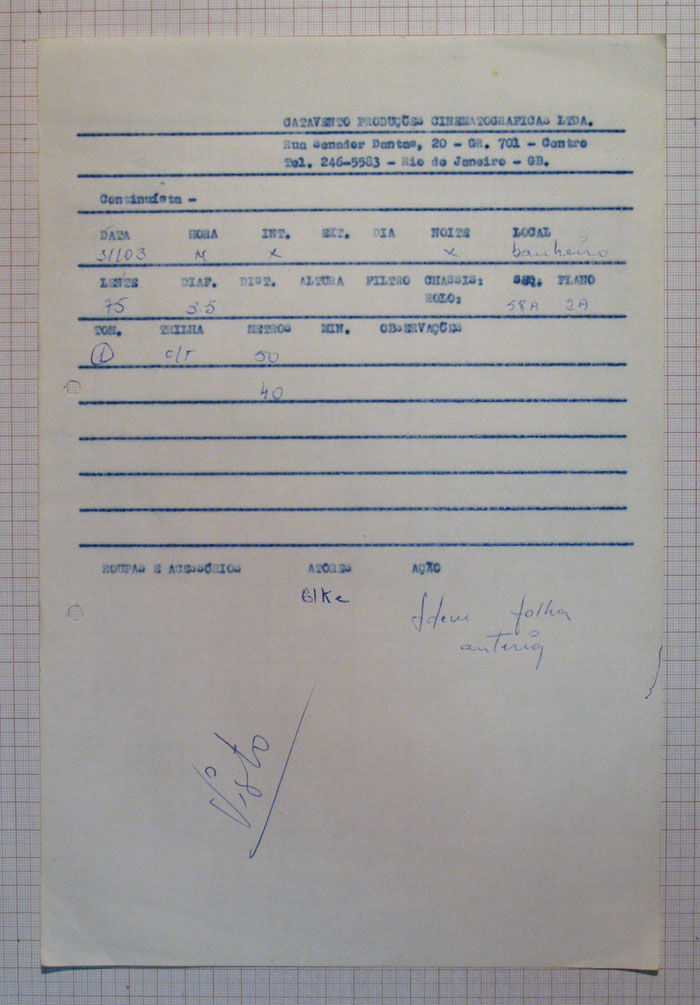 CATAVENTO PRODUÇÕES CINEMATOGRAFICAS LTDA.
Rua Senador Dantas, 20 - GR. 701 - Centro
Tel. 246-5583 - Rio de Janeiro - GB.
Continuísta -
DATA HORA INT. EXT. DIA NOITE LOCAL
31/03 M X X banheiro
LENTE DIAF. DIST. ALTURA FILTRO CHASSIS: SEQ. PLANO
ROLO:
75 3.5 58A 2A
TOM. TRILHA METROS MIN. OBSERVAÇÕES
1 c/r 50
40
ROUPAS E ACESSÓRIOS ATORES AÇÃO
Elke
Idem folha
anterior
Visto